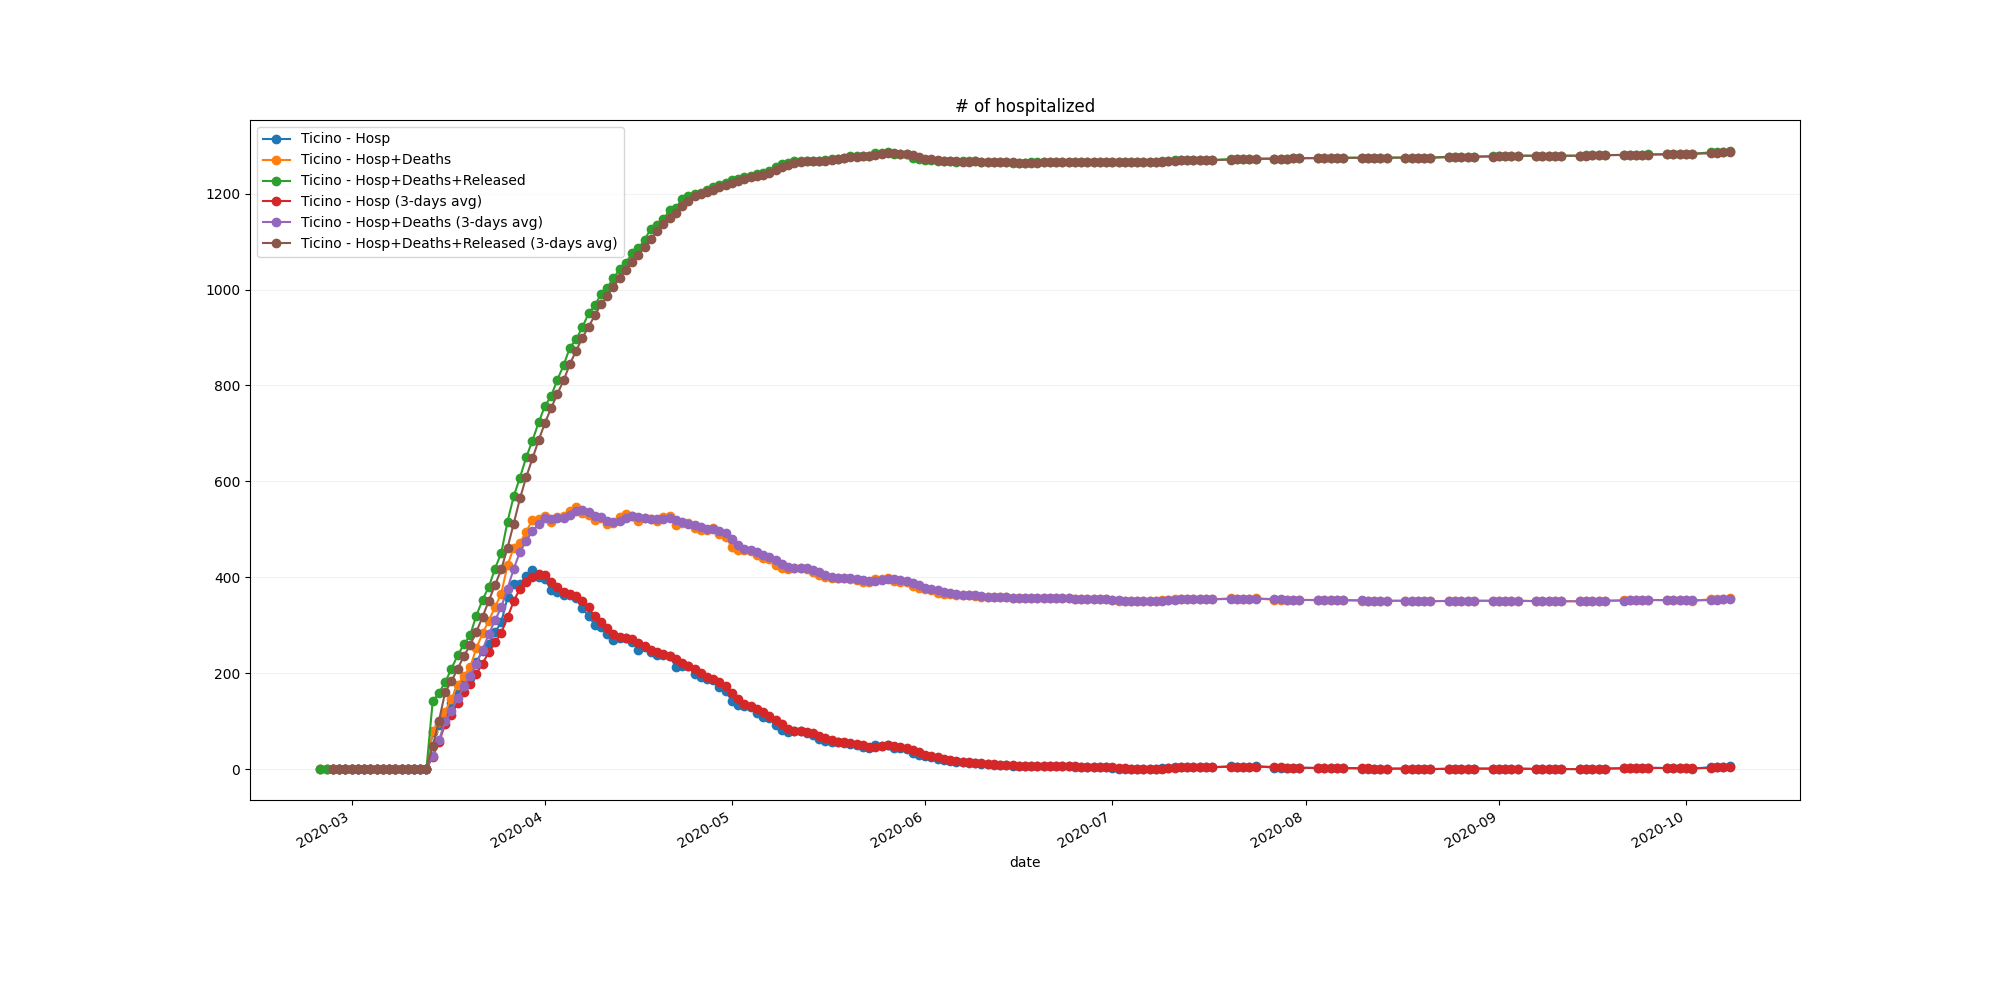 # of hospitalized
Ticino - Hosp
Ticino - Hosp+Deaths
Ticino - Hosp+Deaths+Released
Ticino - Hosp (3-days avg)
Ticino - Hosp+Deaths (3-days avg)
Ticino - Hosp+Deaths+Released (3-days avg)
1200
1000
800
600
400
200
0
2020-03
2020-04
2020-05
2020-06
2020-07
2020-08
2020-09
2020-10
date